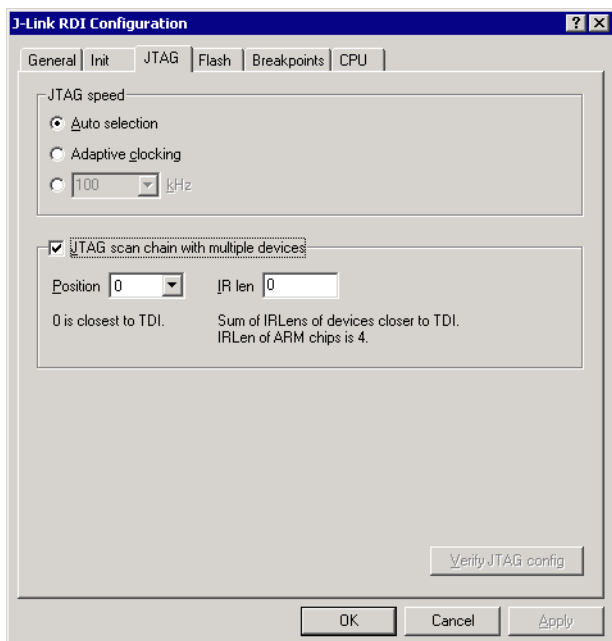 J-Link RDI Configuration
General Init JTAG Flash Breakpoints CPU
JTAG speed
Auto selection
Adaptive clocking
100 kHz
JTAG scan chain with multiple devices
Position 0 IR len 0
0 is closest to TDI. Sum of IRLens of devices closer to TDI.
IRLen of ARM chips is 4.
Verify JTAG config
OK Cancel Apply